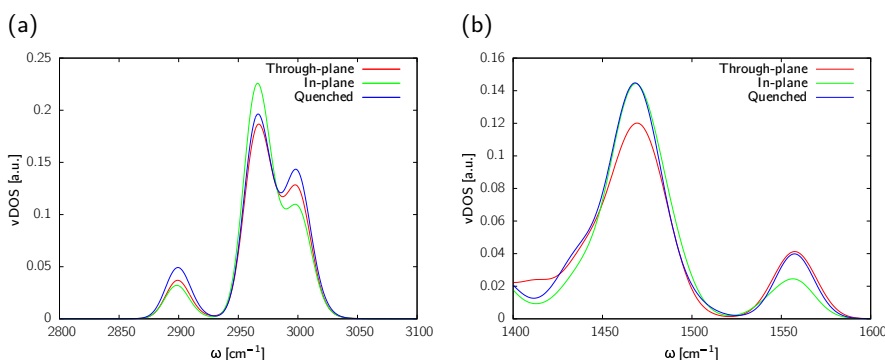 (a)
0.25
0.2
0.15
0.1
0.05
0
vDOS [a.u.]
Through-plane
In-plane
Quenched
2800 2850 2900 2950 3000 3050 3100
ω [cm⁻¹]
(b)
0.16
0.14
0.12
0.1
0.08
0.06
0.04
0.02
0
vDOS [a.u.]
Through-plane
In-plane
Quenched
1400 1450 1500 1550 1600
ω [cm⁻¹]